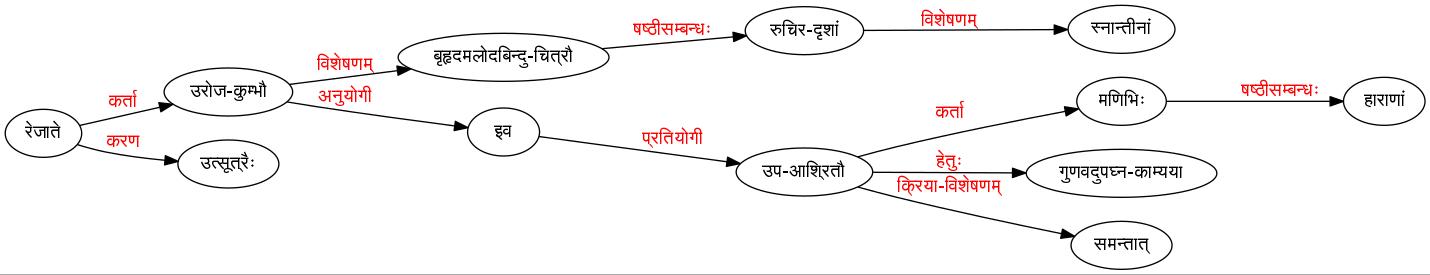 रेजाते
कर्ता
करण
उरोज-कुम्भौ
उत्सूत्रैः
विशेषणम्
अनुयोगी
बृहदमलोदबिन्दु-चित्रौ
इव
षष्ठीसम्बन्धः
प्रतियोगी
रुचिर-दृशां
उप-आश्रितौ
विशेषणम्
कर्ता
हेतुः
क्रिया-विशेषणम्
स्नान्तीनां
मणिभिः
गुणवदुपघ्न-काम्यया
समन्तात्
षष्ठीसम्बन्धः
हाराणां